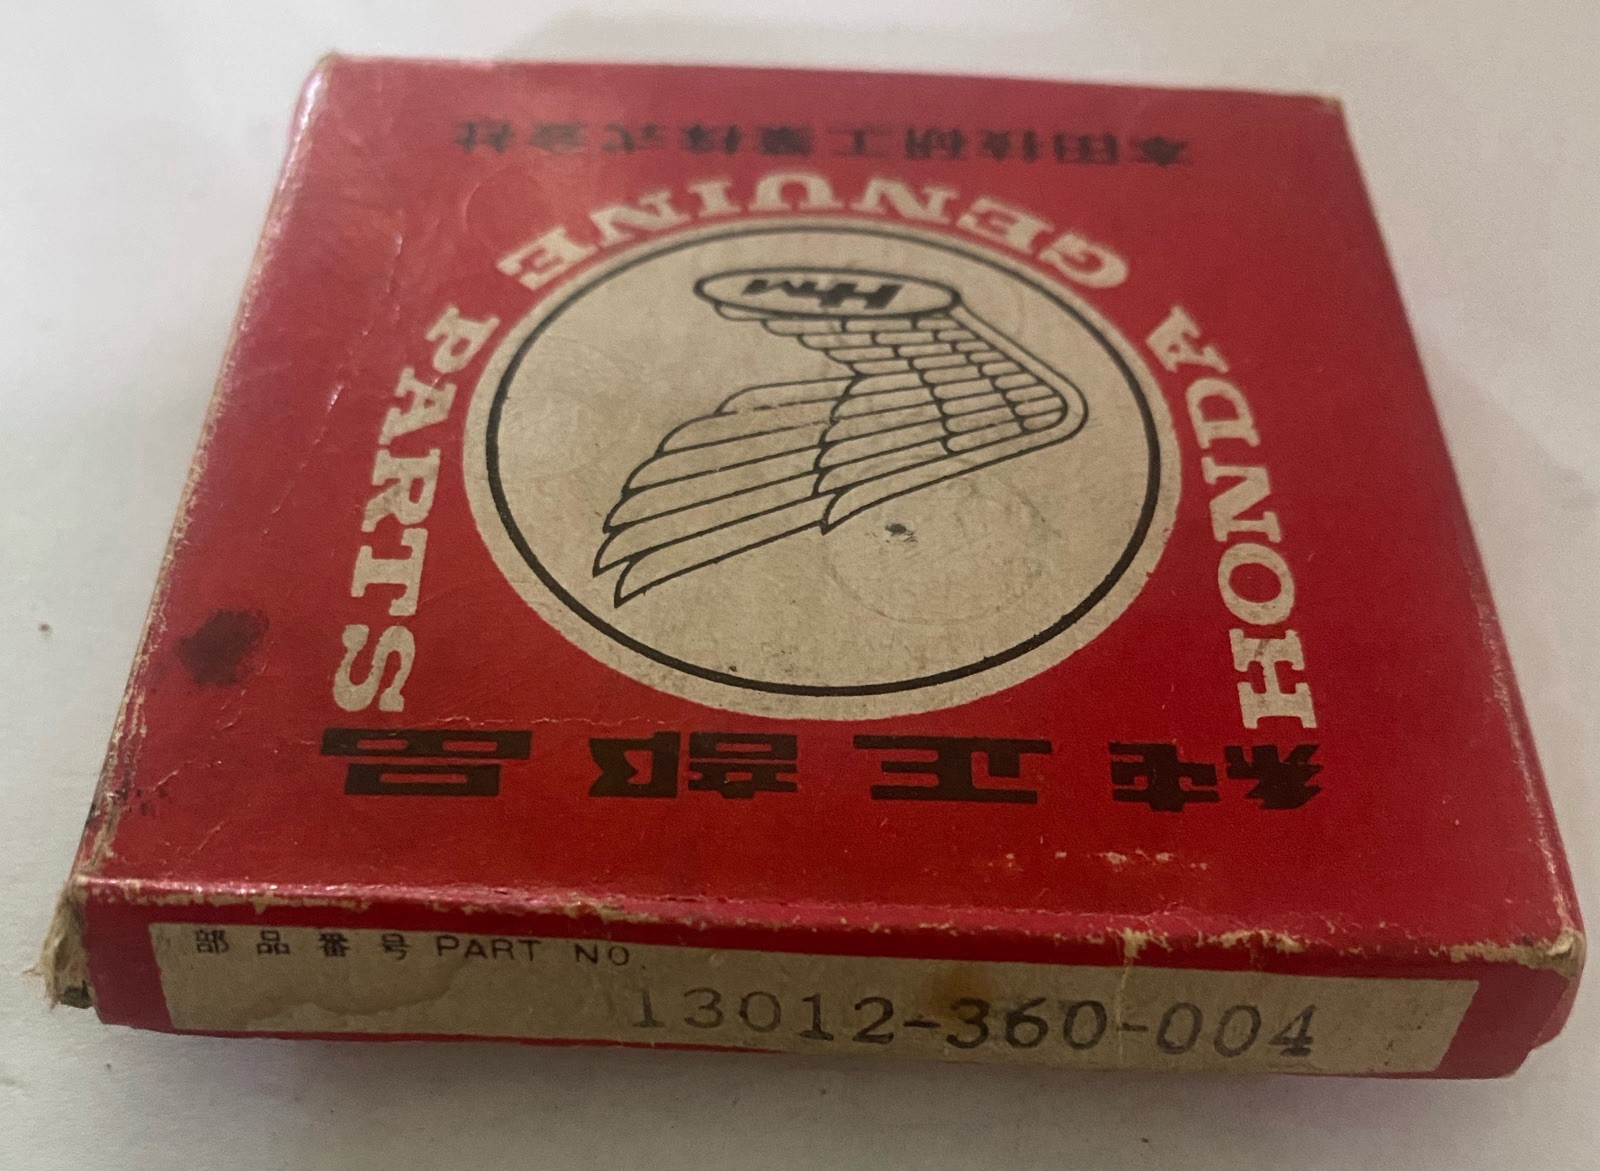 部品番号 PART NO.
13012-360-004
純正部品
HONDA GENUINE PARTS
HM
本田技研工業株式会社